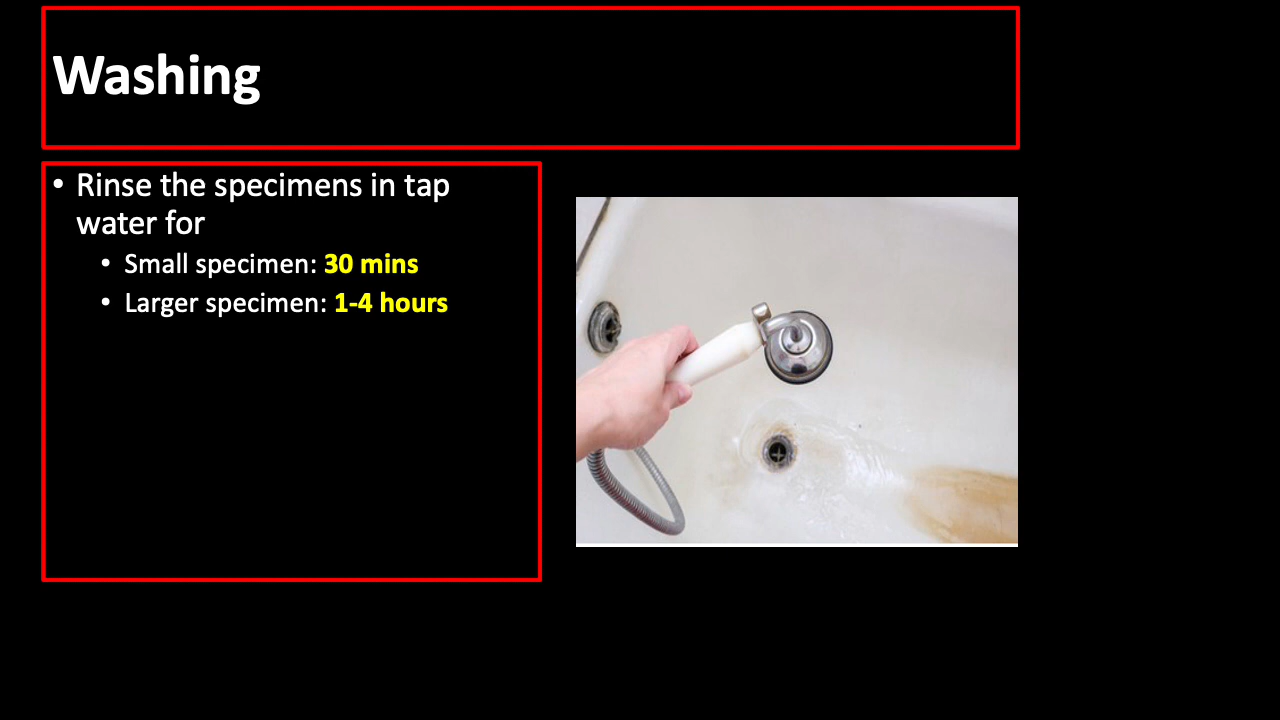 Washing
• Rinse the specimens in tap
water for
• Small specimen: 30 mins
• Larger specimen: 1-4 hours